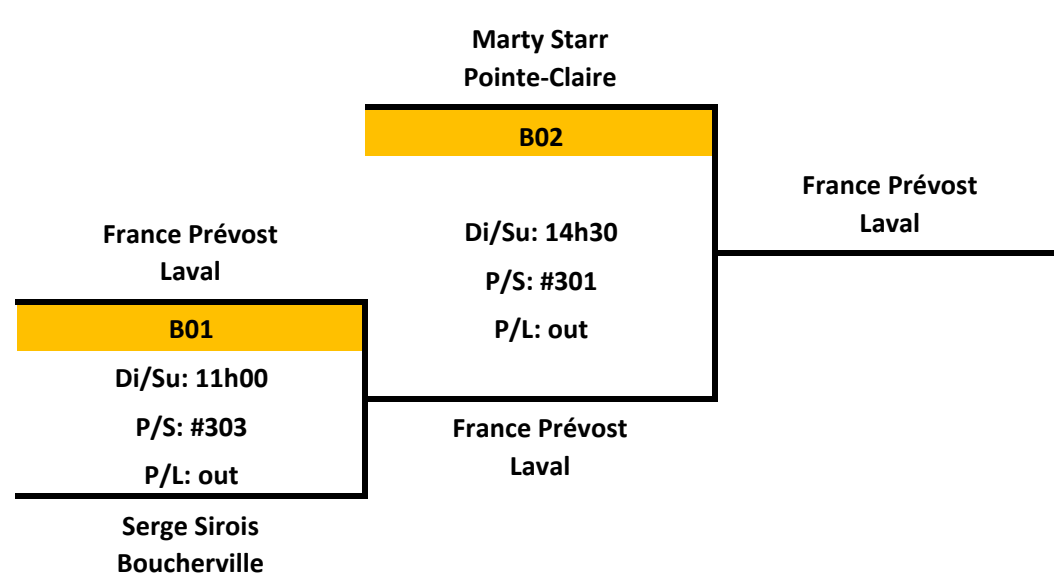 Marty Starr
Pointe-Claire
B02
Di/Su: 14h30
P/S: #301
P/L: out
France Prévost
Laval
France Prévost
Laval
B01
Di/Su: 11h00
P/S: #303
P/L: out
Serge Sirois
Boucherville
France Prévost
Laval